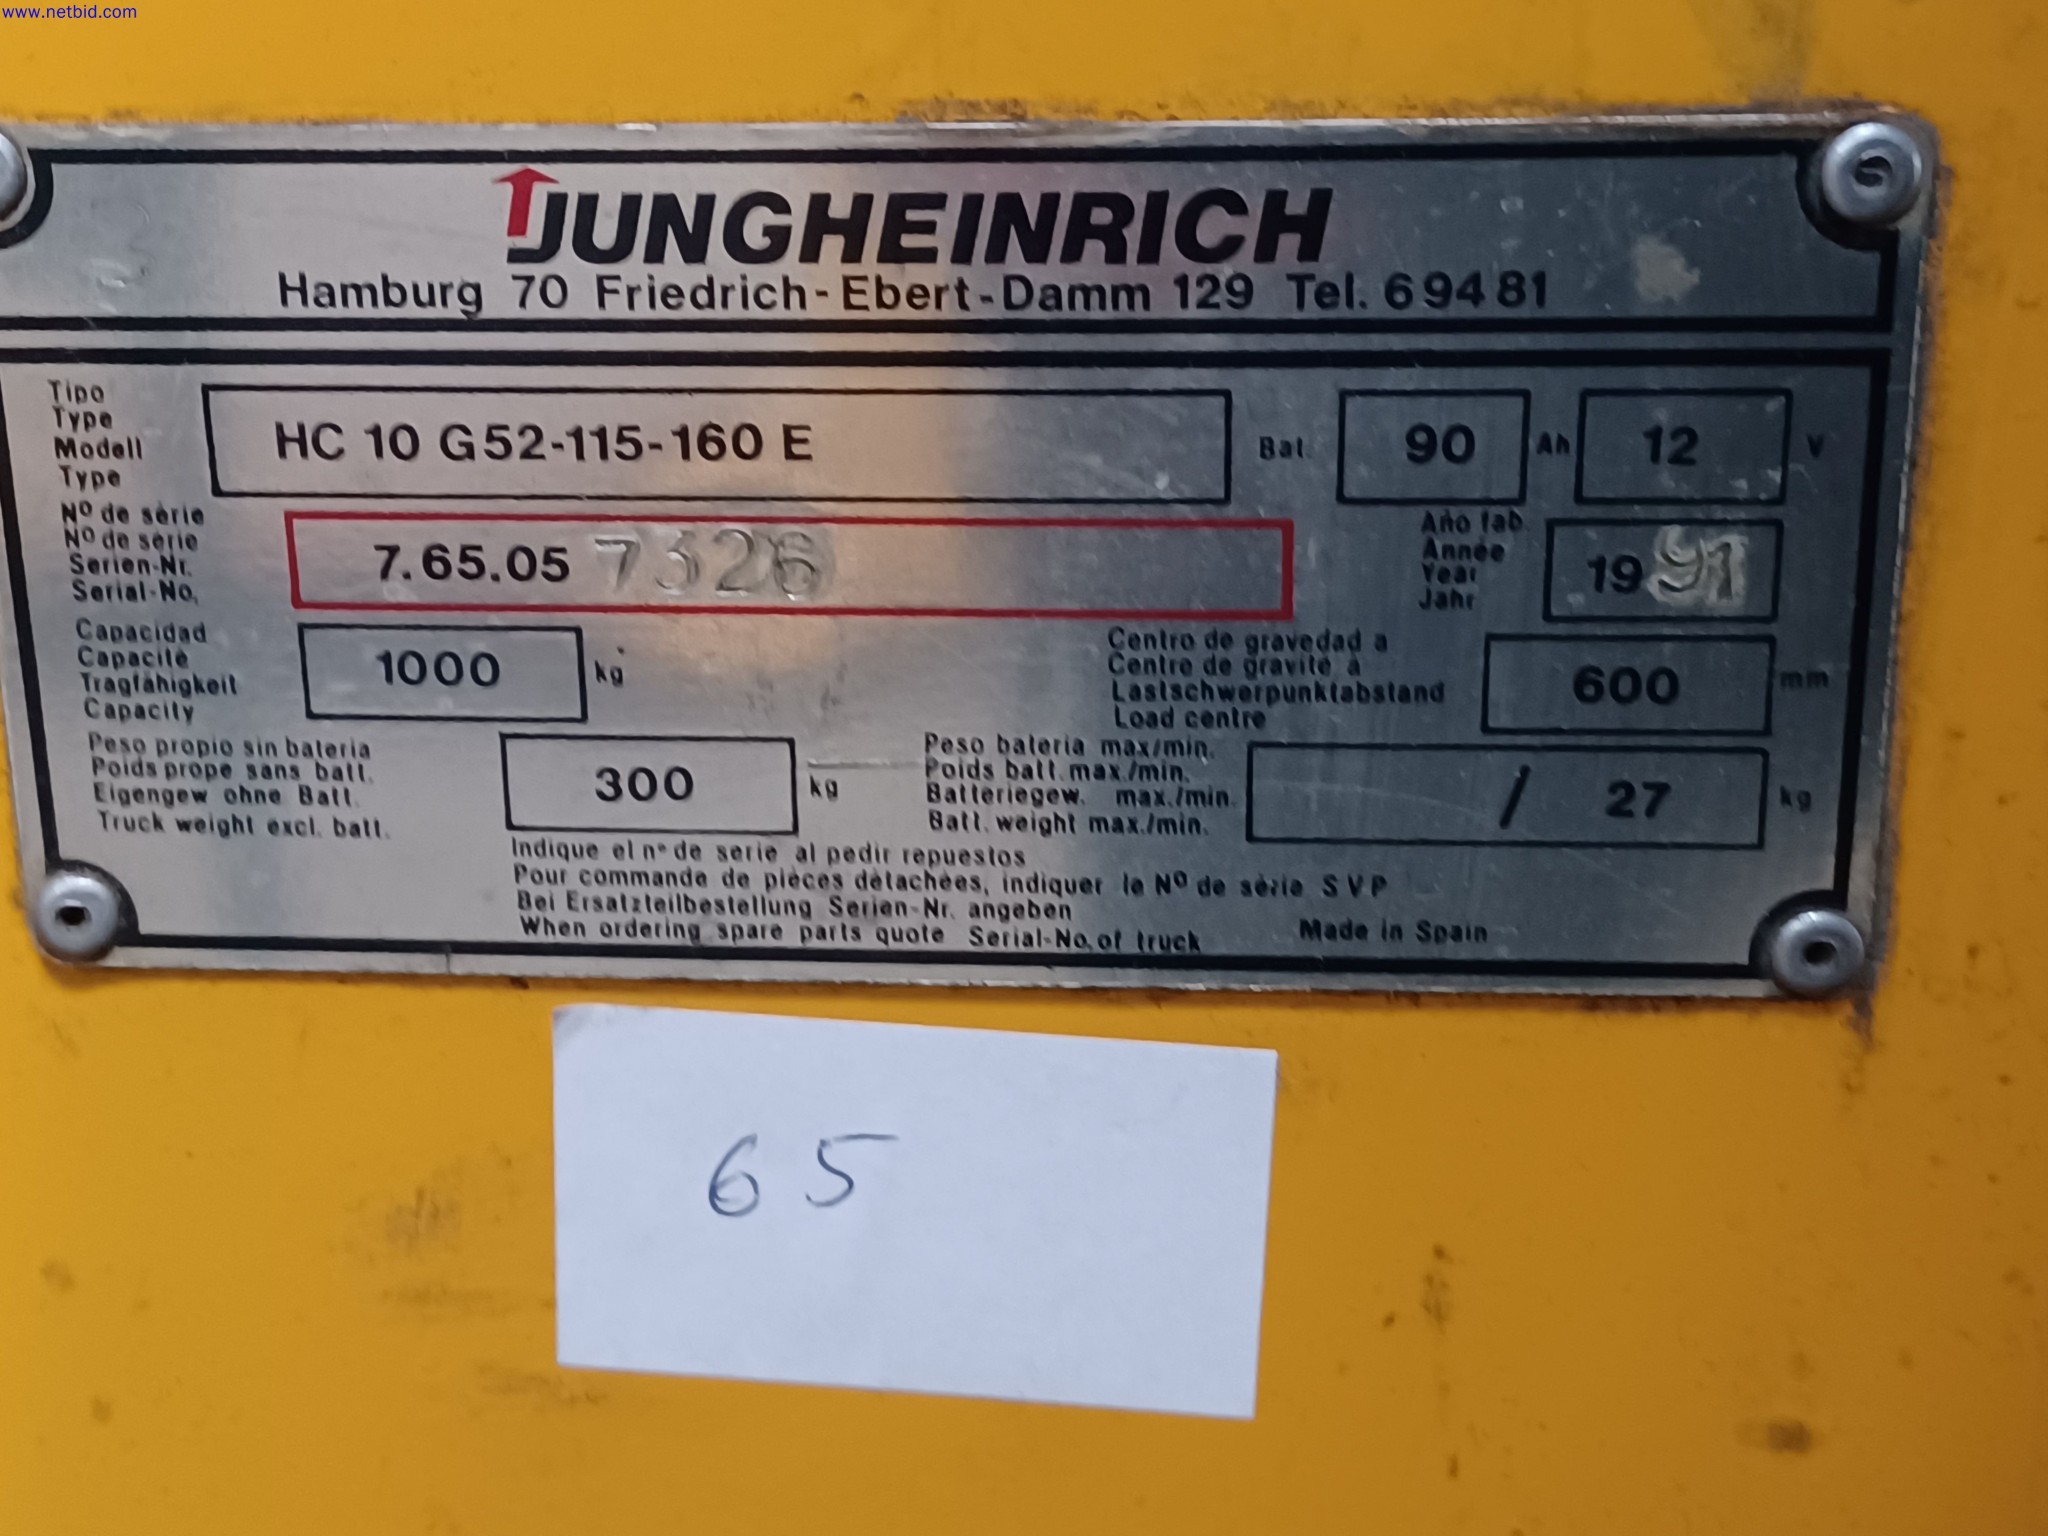 www.netbid.com
JUNGHEINRICH
Hamburg 70 Friedrich-Ebert-Damm 129 Tel. 6 94 81
Tipo
Type
Modell
Type
HC 10 G52-115-160 E
Bat. 90 Ah 12 V
Nº de série
Nº de série
Serien-Nr.
Serial-No.
7.65.05 7326
Año fab.
Année
Year
Jahr
1991
Capacidad
Capacité
Tragfähigkeit
Capacity
1000 kg
Centro de gravedad a
Centre de gravité à
Lastschwerpunktabstand
Load centre
600 mm
Peso propio sin bateria
Poids prope sans batt.
Eigengew ohne Batt.
Truck weight excl. batt.
300 kg
Peso bateria max/min.
Poids batt. max./min.
Batteriegew. max./min.
Batt. weight max./min.
/ 27 kg
Indique el nº de serie al pedir repuestos
Pour commande de pièces détachées, indiquer le Nº de série S V P
Bei Ersatzteilbestellung Serien-Nr. angeben
When ordering spare parts quote Serial-No. of truck
Made in Spain
65